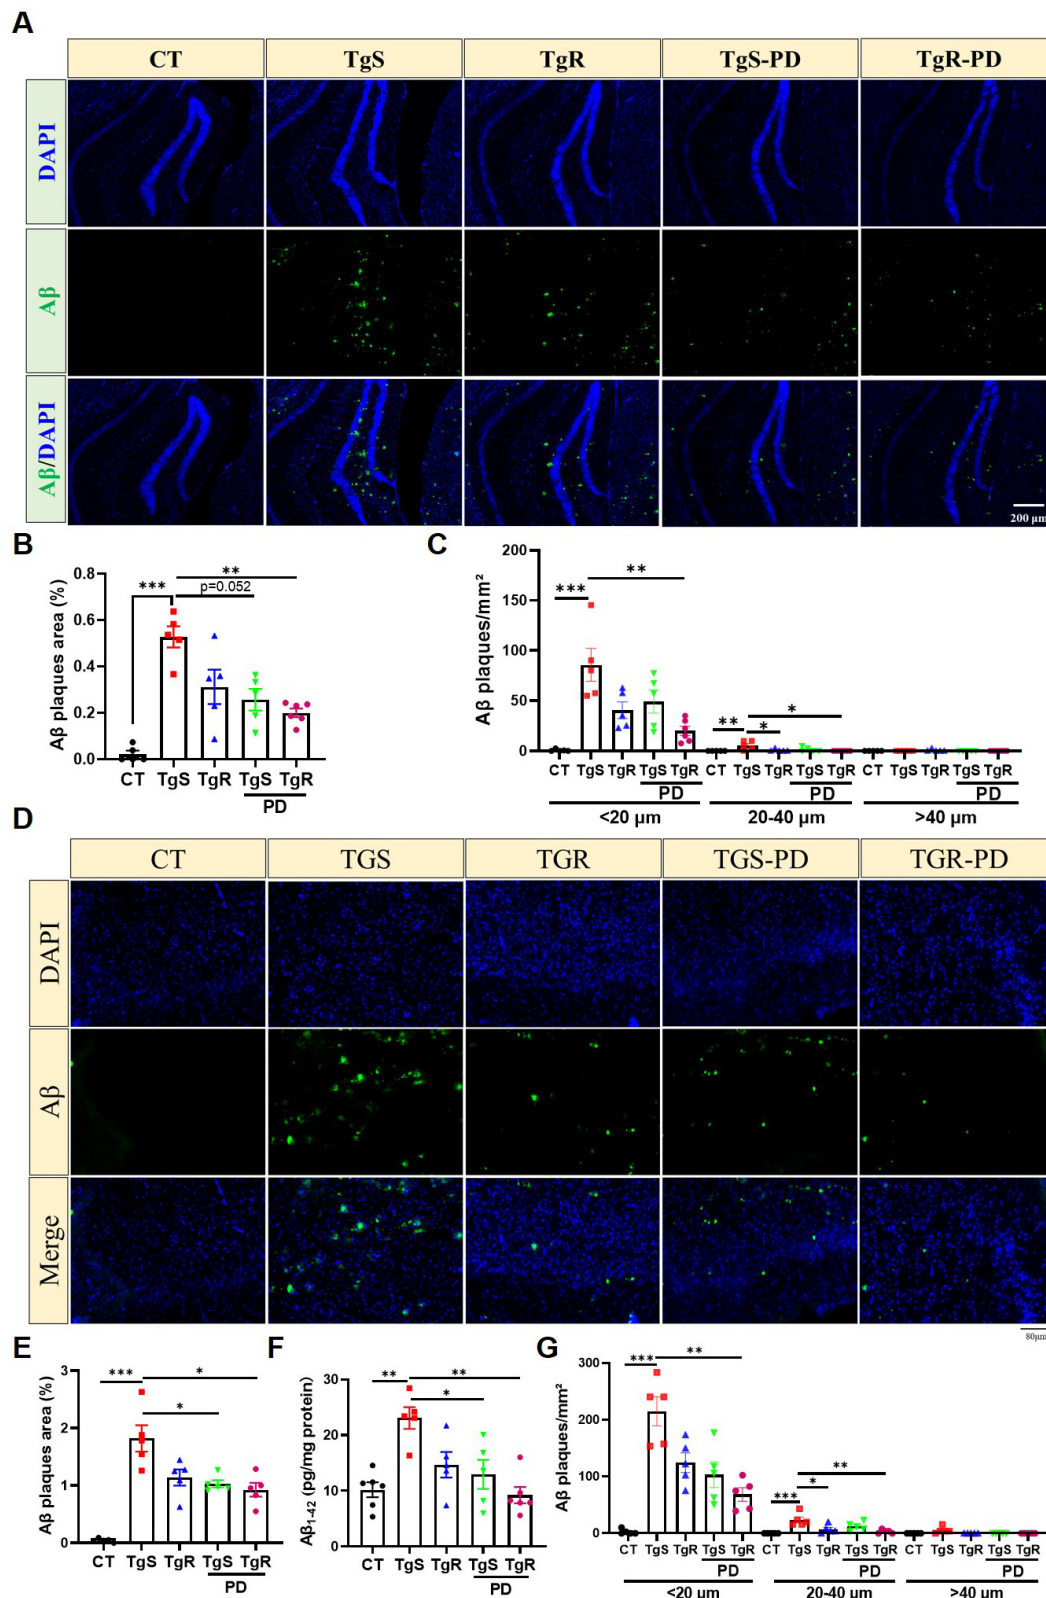 A
CT TgS TgR TgS-PD TgR-PD
DAPI
Aβ
Aβ/DAPI
200 μm
B
Aβ plaques area (%)
0.8
0.6
0.4
0.2
0.0
***
**
p=0.052
CT TgS TgR TgS TgR
PD
C
Aβ plaques/mm²
200
150
100
50
0
***
**
**
*
*
CT TgS TgR TgS TgR CT TgS TgR TgS TgR CT TgS TgR TgS TgR
PD PD PD
<20 μm 20-40 μm >40 μm
D
CT TGS TGR TGS-PD TGR-PD
DAPI
Aβ
Merge
80μm
E
Aβ plaques area (%)
3
2
1
0
***
*
*
CT TgS TgR TgS TgR
PD
F
Aβ1-42 (pg/mg protein)
30
20
10
0
**
**
*
CT TgS TgR TgS TgR
PD
G
Aβ plaques/mm²
300
200
100
0
***
**
***
*
**
CT TgS TgR TgS TgR CT TgS TgR TgS TgR CT TgS TgR TgS TgR
PD PD PD
<20 μm 20-40 μm >40 μm